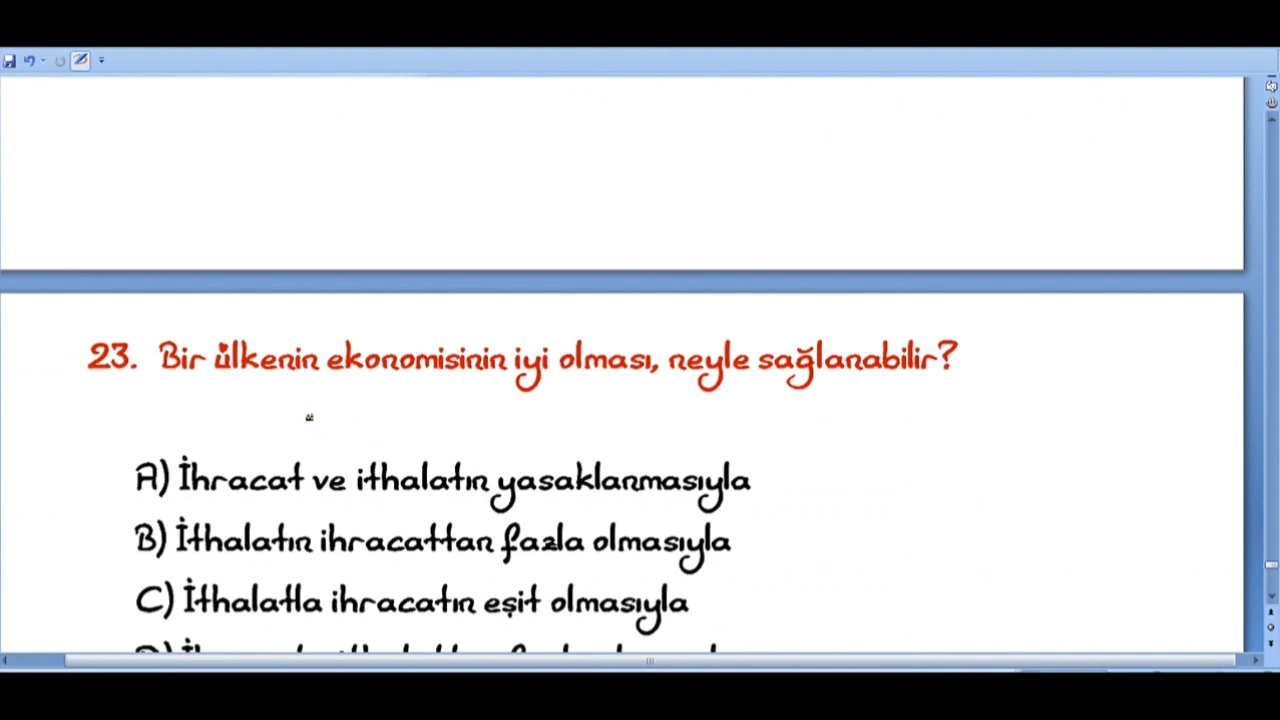 23. Bir ülkenin ekonomisinin iyi olması, neyle sağlanabilir?
A) İhracat ve ithalatın yasaklanmasıyla
B) İthalatın ihracattan fazla olmasıyla
C) İthalatla ihracatın eşit olmasıyla